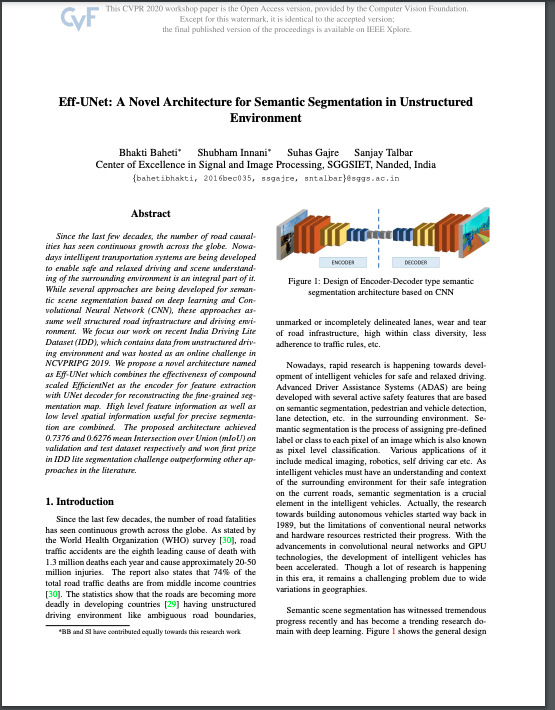 CVF
This CVPR 2020 workshop paper is the Open Access version, provided by the Computer Vision Foundation.
Except for this watermark, it is identical to the accepted version;
the final published version of the proceedings is available on IEEE Xplore.
Eff-UNet: A Novel Architecture for Semantic Segmentation in Unstructured
Environment
Bhakti Baheti* Shubham Innani* Suhas Gajre Sanjay Talbar
Center of Excellence in Signal and Image Processing, SGGSIET, Nanded, India
{bahetibhakti, 2016bec035, ssgajre, sntalbar}@sggs.ac.in
Abstract
Since the last few decades, the number of road causal-
ities has seen continuous growth across the globe. Nowa-
days intelligent transportation systems are being developed
to enable safe and relaxed driving and scene understand-
ing of the surrounding environment is an integral part of it.
While several approaches are being developed for seman-
tic scene segmentation based on deep learning and Con-
volutional Neural Network (CNN), these approaches as-
sume well structured road infrastructure and driving envi-
ronment. We focus our work on recent India Driving Lite
Dataset (IDD), which contains data from unstructured driv-
ing environment and was hosted as an online challenge in
NCVPRIPG 2019. We propose a novel architecture named
as Eff-UNet which combines the effectiveness of compound
scaled EfficientNet as the encoder for feature extraction
with UNet decoder for reconstructing the fine-grained seg-
mentation map. High level feature information as well as
low level spatial information useful for precise segmenta-
tion are combined. The proposed architecture achieved
0.7376 and 0.6276 mean Intersection over Union (mIoU) on
validation and test dataset respectively and won first prize
in IDD lite segmentation challenge outperforming other ap-
proaches in the literature.
1. Introduction
Since the last few decades, the number of road fatalities
has seen continuous growth across the globe. As stated by
the World Health Organization (WHO) survey [30], road
traffic accidents are the eighth leading cause of death with
1.3 million deaths each year and cause approximately 20-50
million injuries. The report also states that 74% of the
total road traffic deaths are from middle income countries
[30]. The statistics show that the roads are becoming more
deadly in developing countries [29] having unstructured
driving environment like ambiguous road boundaries,
*BB and SI have contributed equally towards this research work
ENCODER
DECODER
Figure 1: Design of Encoder-Decoder type semantic
segmentation architecture based on CNN
unmarked or incompletely delineated lanes, wear and tear
of road infrastructure, high within class diversity, less
adherence to traffic rules, etc.
Nowadays, rapid research is happening towards devel-
opment of intelligent vehicles for safe and relaxed driving.
Advanced Driver Assistance Systems (ADAS) are being
developed with several active safety features that are based
on semantic segmentation, pedestrian and vehicle detection,
lane detection, etc. in the surrounding environment. Se-
mantic segmentation is the process of assigning pre-defined
label or class to each pixel of an image which is also known
as pixel level classification. Various applications of it
include medical imaging, robotics, self driving car etc. As
intelligent vehicles must have an understanding and context
of the surrounding environment for their safe integration
on the current roads, semantic segmentation is a crucial
element in the intelligent vehicles. Actually, the research
towards building autonomous vehicles started way back in
1989, but the limitations of conventional neural networks
and hardware resources restricted their progress. With the
advancements in convolutional neural networks and GPU
technologies, the development of intelligent vehicles has
been accelerated. Though a lot of research is happening
in this era, it remains a challenging problem due to wide
variations in geographies.
Semantic scene segmentation has witnessed tremendous
progress recently and has become a trending research do-
main with deep learning. Figure 1 shows the general design